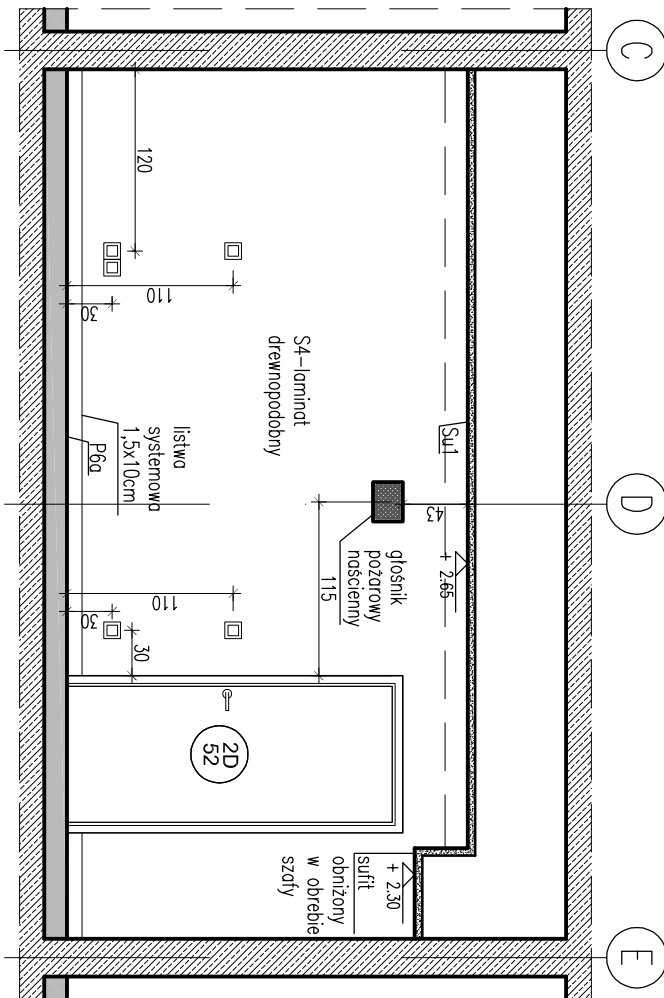 C
D
E
120
110
30
S4-laminat
drewnopodobny
Su1
listwa
systemowa
1,5x10cm
P6a
43
+ 2.65
głośnik
pożarowy
naścienny
115
110
30
30
2D
52
+ 2.30
sufit
obniżony
w obrebie
szafy